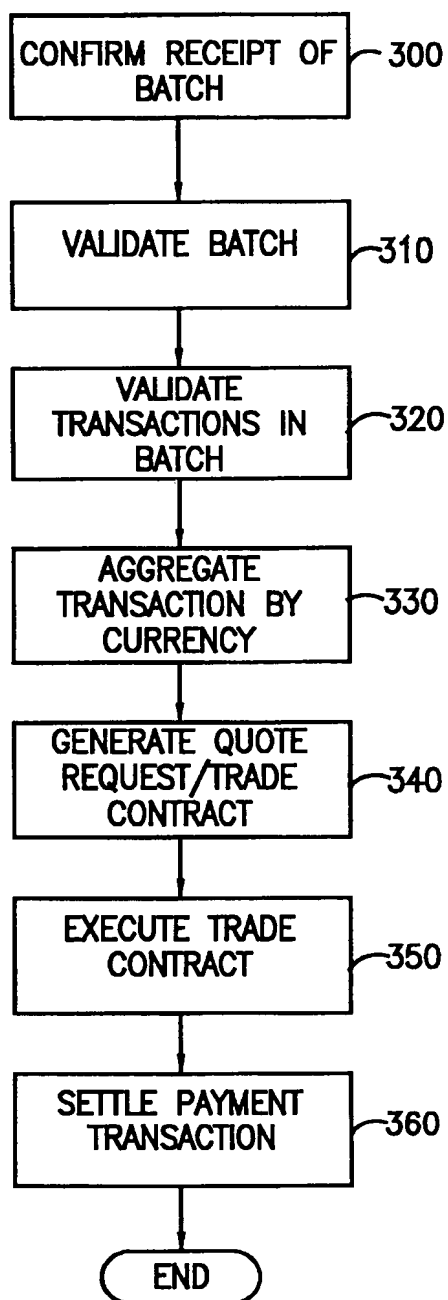 CONFIRM RECEIPT OF
BATCH
300
VALIDATE BATCH
310
VALIDATE
TRANSACTIONS IN
BATCH
320
AGGREGATE
TRANSACTION BY
CURRENCY
330
GENERATE QUOTE
REQUEST/TRADE
CONTRACT
340
EXECUTE TRADE
CONTRACT
350
SETTLE PAYMENT
TRANSACTION
360
END